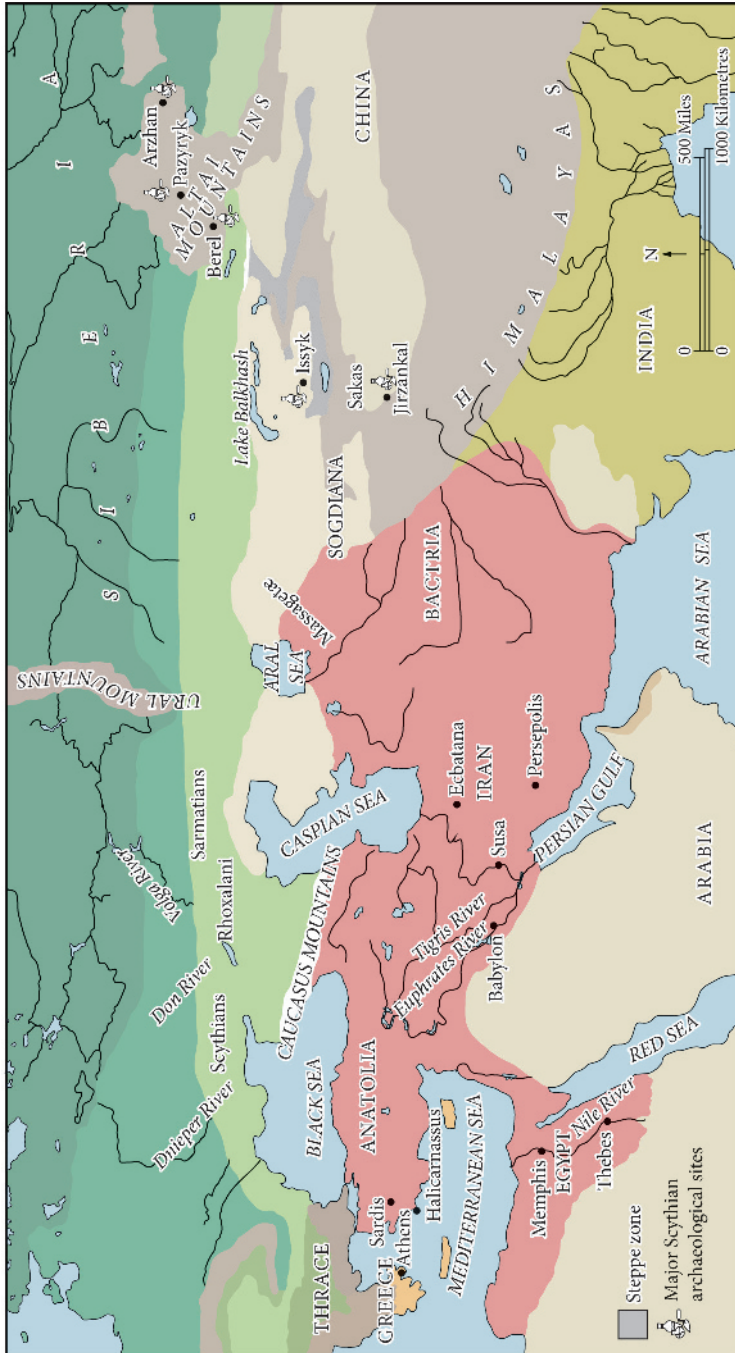 S I B E R I A
URAL MOUNTAINS
Volga River
Don River
Dnieper River
Sarmatians
Rhoxalani
Scythians
Arzhan
Pazyryk
ALTAI
MOUNTAINS
Berel
Lake Balkhash
Issyk
CHINA
Sakas
Jirzankal
SOGDIANA
HIMALAYAS
ARAL
SEA
Massagetæ
BACTRIA
CASPIAN SEA
CAUCASUS MOUNTAINS
BLACK SEA
THRACE
ANATOLIA
Sardis
GREECE
Athens
Halicarnassus
MEDITERRANEAN SEA
Ecbatana
IRAN
Persepolis
Susa
Tigris River
Euphrates River
Babylon
PERSIAN GULF
ARABIA
RED SEA
Memphis
EGYPT
Nile River
Thebes
ARABIAN SEA
INDIA
N
0 500 Miles
0 1000 Kilometres
Steppe zone
Major Scythian
archaeological sites